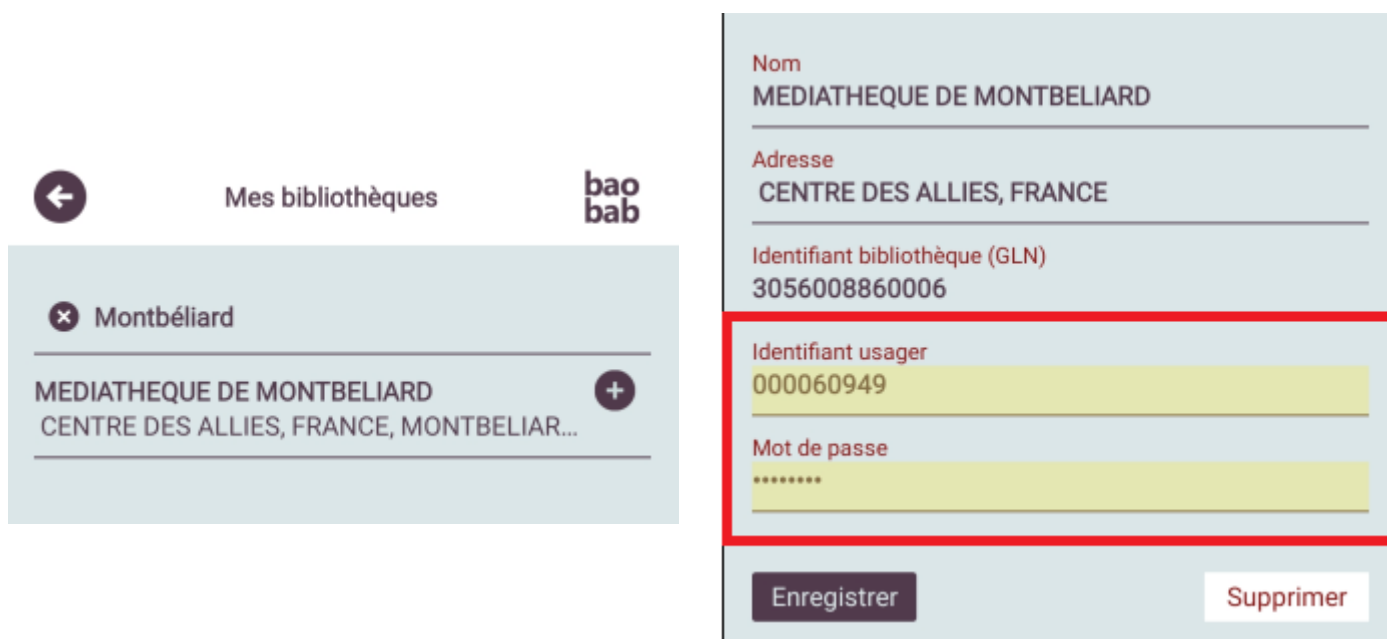 Mes bibliothèques
bao
bab
Montbéliard
MEDIATHEQUE DE MONTBELIARD
CENTRE DES ALLIES, FRANCE, MONTBELIAR...
Nom
MEDIATHEQUE DE MONTBELIARD
Adresse
CENTRE DES ALLIES, FRANCE
Identifiant bibliothèque (GLN)
3056008860006
Identifiant usager
000060949
Mot de passe
••••••••
Enregistrer
Supprimer